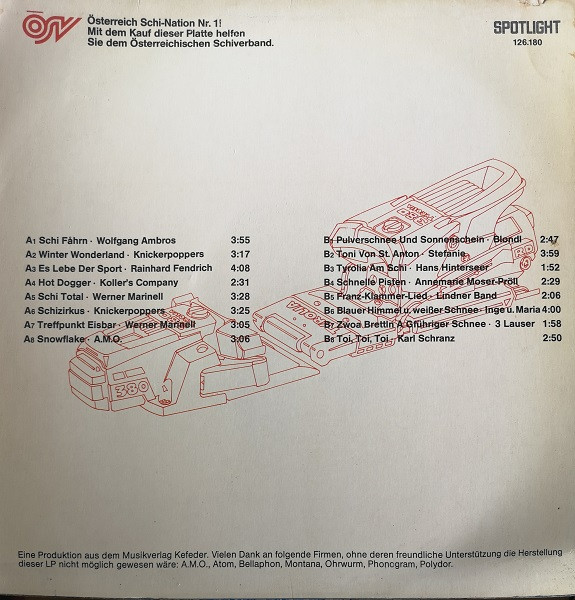 ÖSV
Österreich Schi-Nation Nr. 1!
Mit dem Kauf dieser Platte helfen
Sie dem Österreichischen Schiverband.
SPOTLIGHT
126.180
A1 Schi Fåhrn · Wolfgang Ambros 3:55
A2 Winter Wonderland · Knickerpoppers 3:17
A3 Es Lebe Der Sport · Rainhard Fendrich 4:08
A4 Hot Dogger · Koller's Company 2:31
A5 Schi Total · Werner Marinell 3:28
A6 Schizirkus · Knickerpoppers 3:25
A7 Treffpunkt Eisbar · Werner Marinell 3:05
A8 Snowflake · A.M.O. 3:06
B1 Pulverschnee Und Sonnenschein · Blondl 2:47
B2 Toni Von St. Anton · Stefanie 3:59
B3 Tyrolia Am Schi · Hans Hinterseer 1:52
B4 Schnelle Pisten · Annemarie Moser-Pröll 2:29
B5 Franz-Klammer-Lied · Lindner Band 2:06
B6 Blauer Himmel u. weißer Schnee · Inge u. Maria 4:00
B7 Zwoa Brettln A Gführiger Schnee · 3 Lauser 1:58
B8 Toi, Toi, Toi · Karl Schranz 2:50
TYROLIA
380
Eine Produktion aus dem Musikverlag Kefeder. Vielen Dank an folgende Firmen, ohne deren freundliche Unterstützung die Herstellung
dieser LP nicht möglich gewesen wäre: A.M.O., Atom, Bellaphon, Montana, Ohrwurm, Phonogram, Polydor.